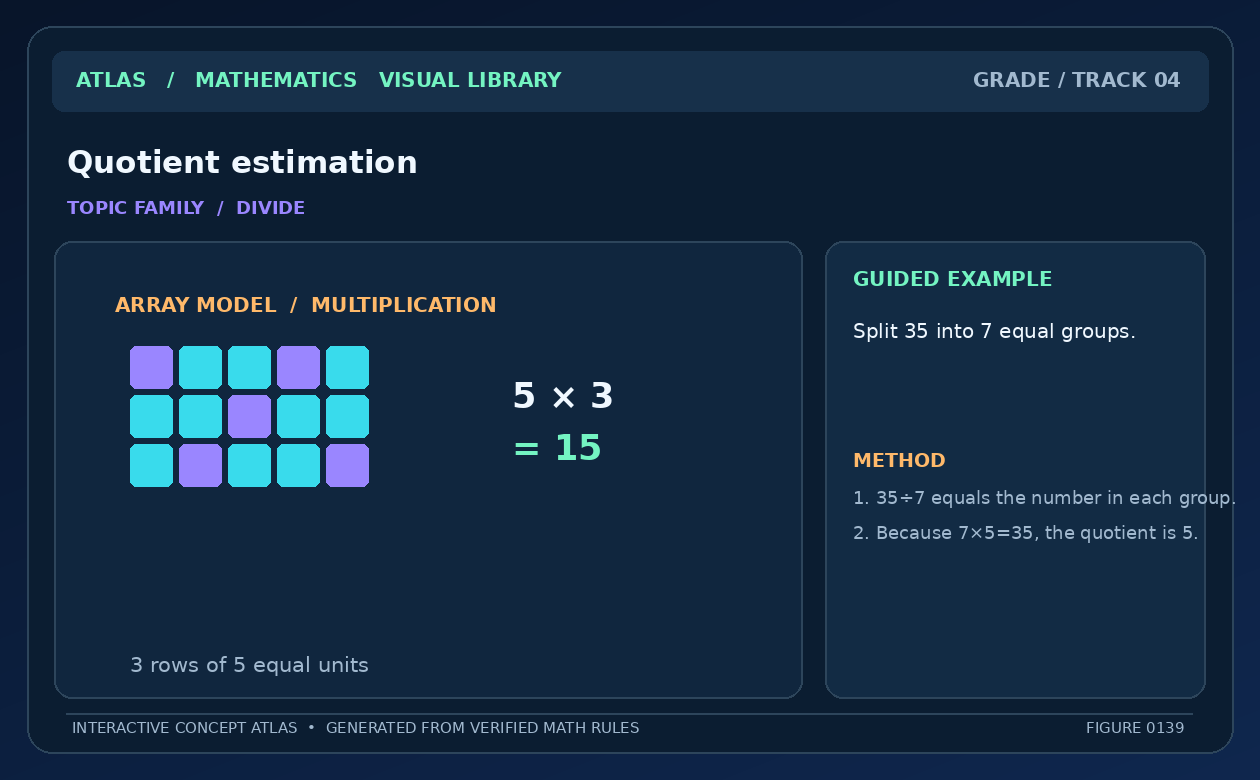 ATLAS / MATHEMATICS VISUAL LIBRARY
GRADE / TRACK 04
Quotient estimation
TOPIC FAMILY / DIVIDE
ARRAY MODEL / MULTIPLICATION
5 × 3
= 15
3 rows of 5 equal units
GUIDED EXAMPLE
Split 35 into 7 equal groups.
METHOD
1. 35÷7 equals the number in each group.
2. Because 7×5=35, the quotient is 5.
INTERACTIVE CONCEPT ATLAS • GENERATED FROM VERIFIED MATH RULES
FIGURE 0139